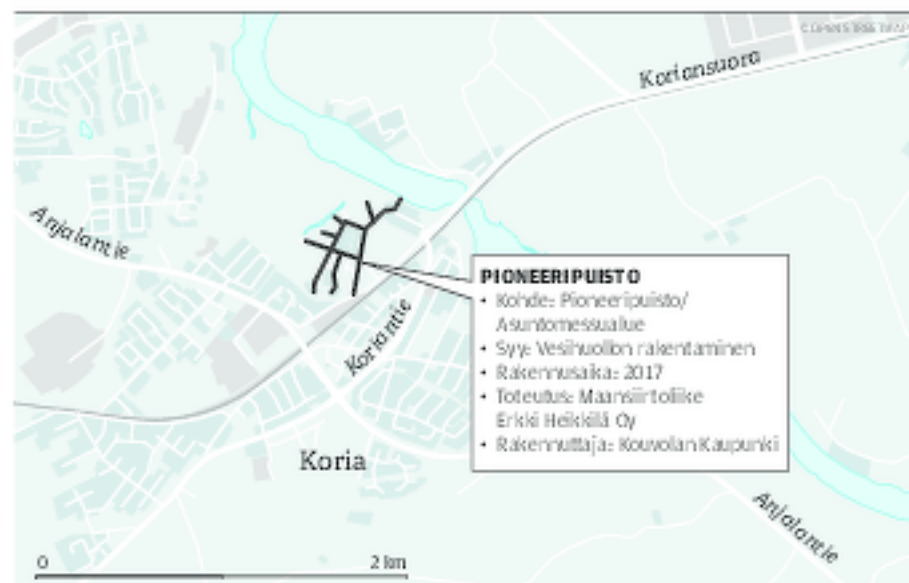 © OPENSTREETMAP
Koriansuora
Anjalantie
PIONEERIPUISTO
• Kohde: Pioneeripuisto/
Asuntomessualue
• Syy: Vesihuollon rakentaminen
• Rakennusaika: 2017
• Toteutus: Maansiirtoliike
Erkki Heikkilä Oy
• Rakennuttaja: Kouvolan Kaupunki
Koriantie
Koria
Anjalantie
0 2 km